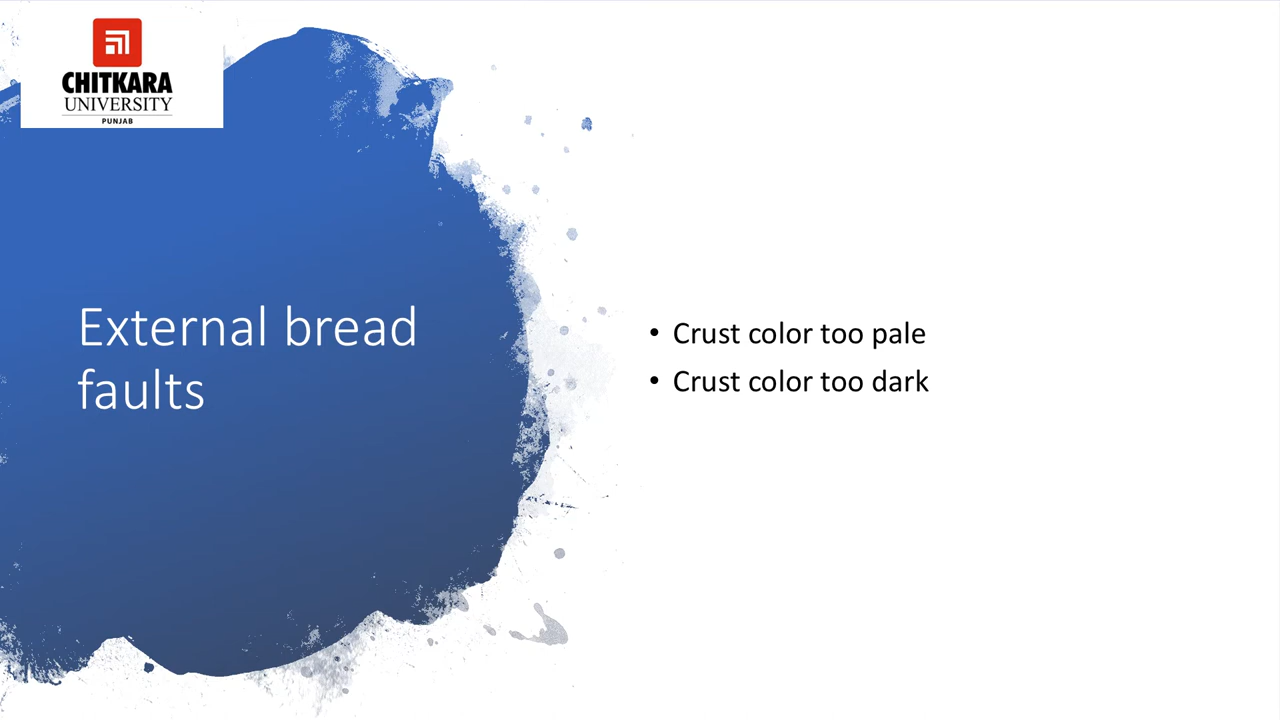 CHITKARA
UNIVERSITY
PUNJAB
External bread
faults
• Crust color too pale
• Crust color too dark